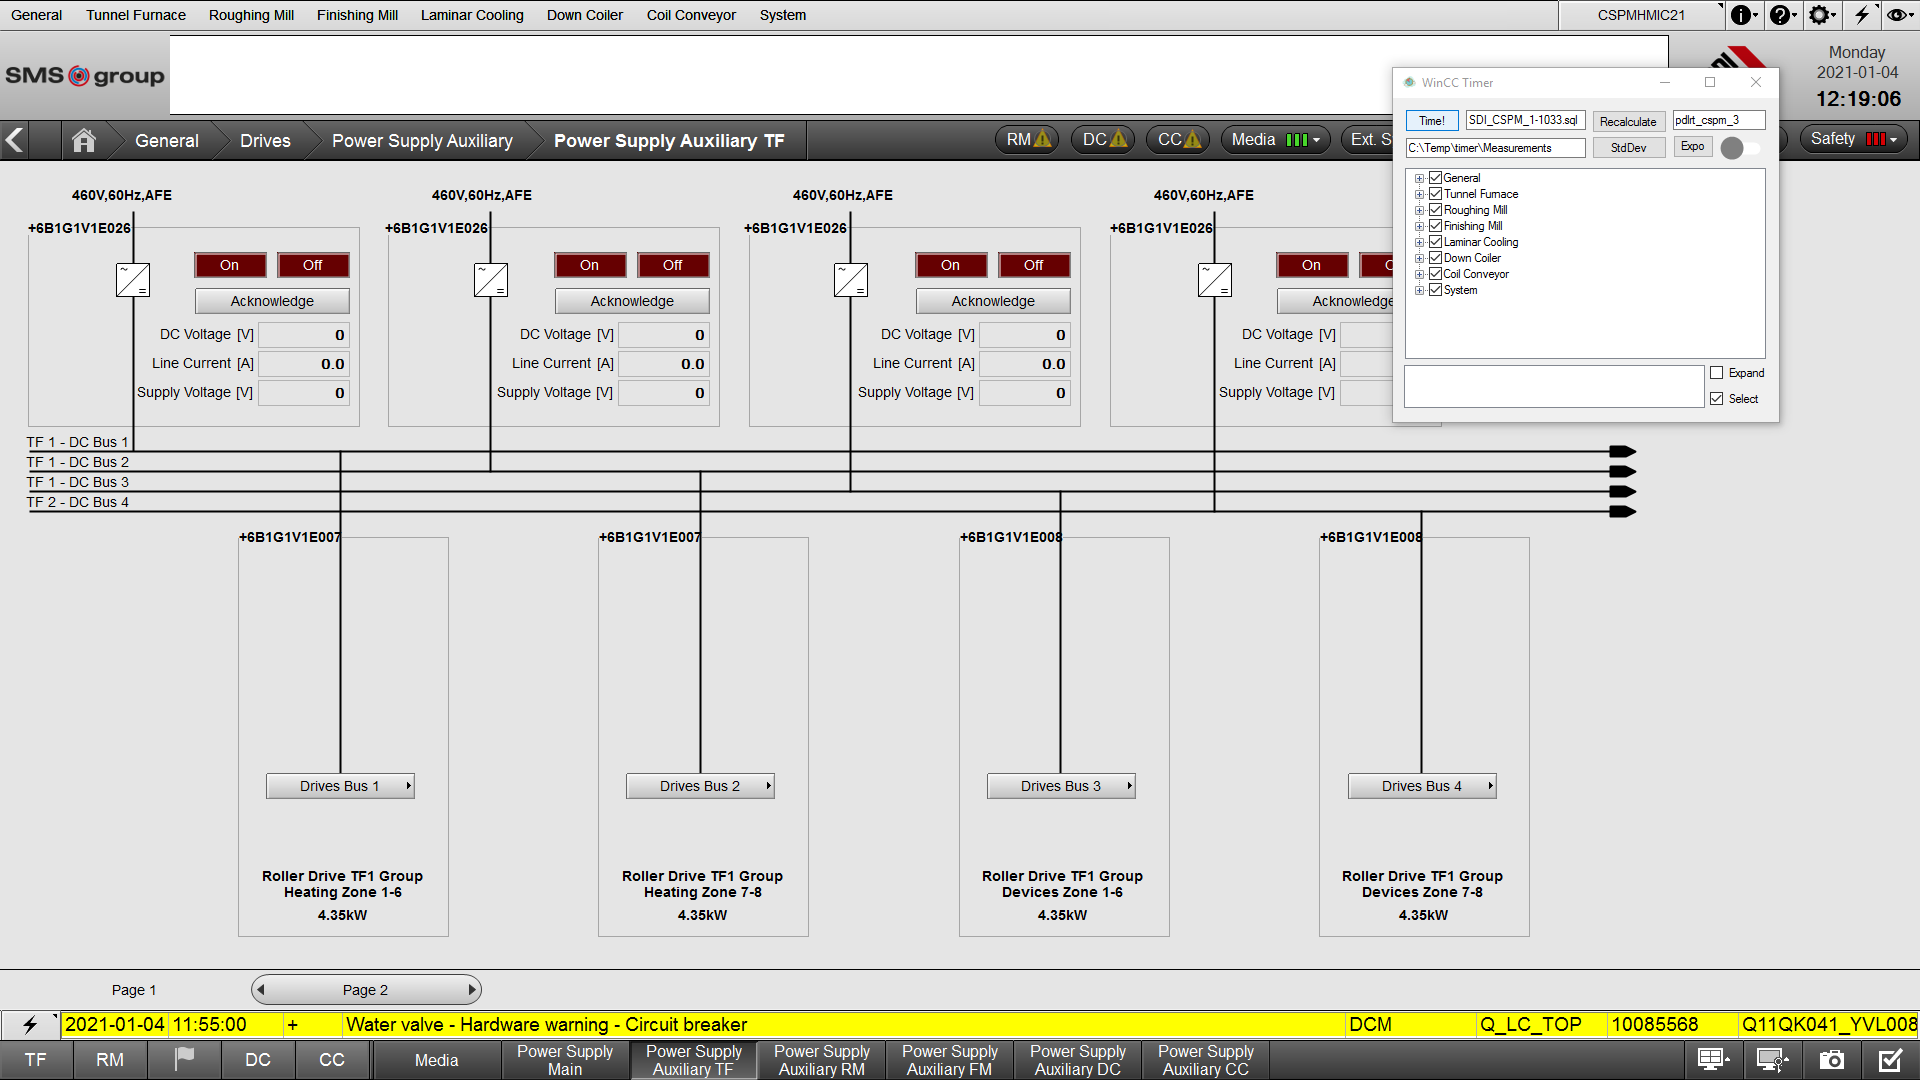 General Tunnel Furnace Roughing Mill Finishing Mill Laminar Cooling Down Coiler Coil Conveyor System CSPMHMIC21
SMS group
Monday
2021-01-04
12:19:06
General Drives Power Supply Auxiliary Power Supply Auxiliary TF RM DC CC Media Ext. S Safety
WinCC Timer
Time! SDI_CSPM_1-1033.sql Recalculate pdlrt_cspm_3
C:\Temp\timer\Measurements StdDev Expo
General
Tunnel Furnace
Roughing Mill
Finishing Mill
Laminar Cooling
Down Coiler
Coil Conveyor
System
Expand
Select
460V,60Hz,AFE 460V,60Hz,AFE 460V,60Hz,AFE 460V,60Hz,AFE
+6B1G1V1E026 +6B1G1V1E026 +6B1G1V1E026 +6B1G1V1E026
On Off On Off On Off On
Acknowledge Acknowledge Acknowledge Acknowledge
DC Voltage [V] 0 DC Voltage [V] 0 DC Voltage [V] 0 DC Voltage [V]
Line Current [A] 0.0 Line Current [A] 0.0 Line Current [A] 0.0 Line Current [A]
Supply Voltage [V] 0 Supply Voltage [V] 0 Supply Voltage [V] 0 Supply Voltage [V]
TF 1 - DC Bus 1
TF 1 - DC Bus 2
TF 1 - DC Bus 3
TF 2 - DC Bus 4
+6B1G1V1E007 +6B1G1V1E007 +6B1G1V1E008 +6B1G1V1E008
Drives Bus 1 Drives Bus 2 Drives Bus 3 Drives Bus 4
Roller Drive TF1 Group Roller Drive TF1 Group Roller Drive TF1 Group Roller Drive TF1 Group
Heating Zone 1-6 Heating Zone 7-8 Devices Zone 1-6 Devices Zone 7-8
4.35kW 4.35kW 4.35kW 4.35kW
Page 1 Page 2
2021-01-04 11:55:00 + Water valve - Hardware warning - Circuit breaker DCM Q_LC_TOP 10085568 Q11QK041_YVL008
TF RM DC CC Media
Power Supply Main
Power Supply Auxiliary TF
Power Supply Auxiliary RM
Power Supply Auxiliary FM
Power Supply Auxiliary DC
Power Supply Auxiliary CC